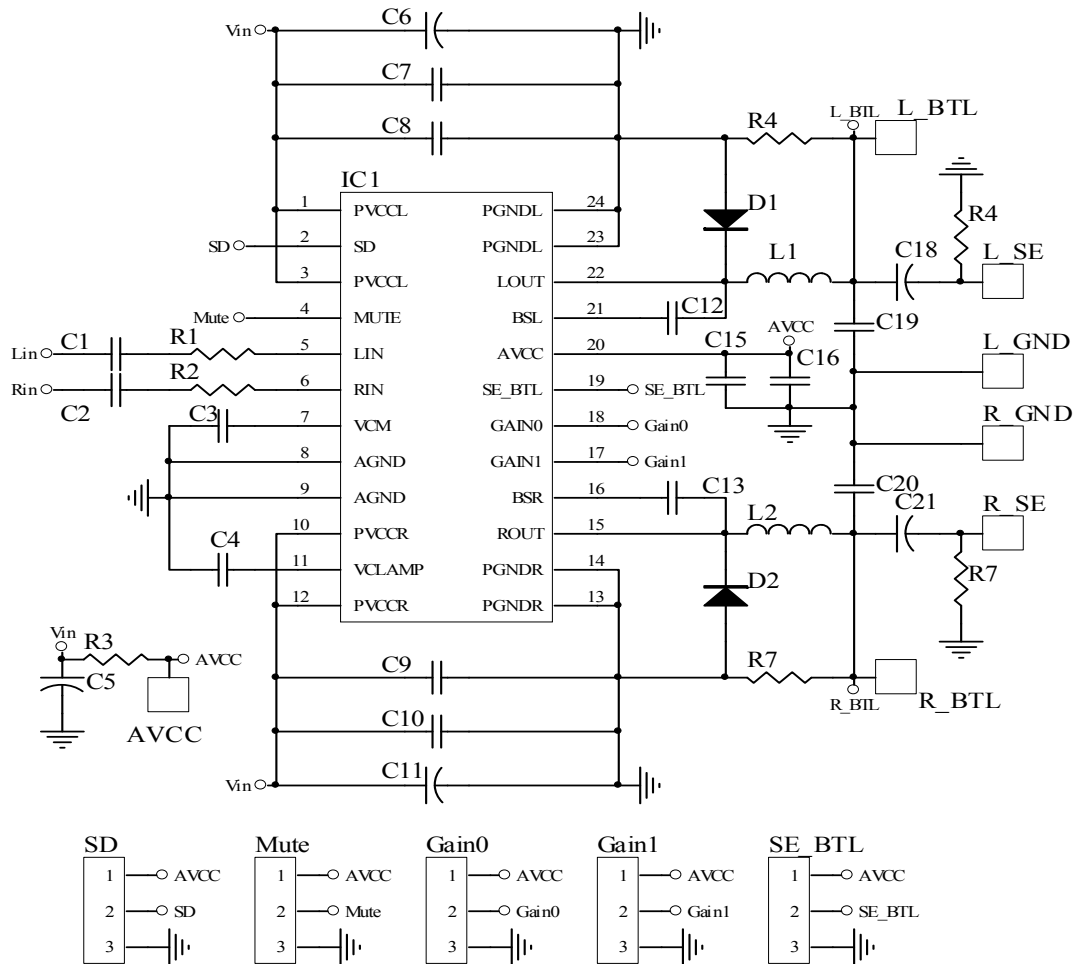 C6
Vin
C7
C8
R4
L_BTL
L_BTL
IC1
1 PVCCL PGNDL 24
SD 2 SD PGNDL 23
D1
R4
3 PVCCL LOUT 22
L1
C18
L_SE
Mute 4 MUTE BSL 21
C12
C19
Lin C1 R1 5 LIN AVCC 20
C15
AVCC
C16
L_GND
Rin C2 R2 6 RIN SE_BTL 19 SE_BTL
C3 7 VCM GAIN0 18 Gain0
R_GND
8 AGND GAIN1 17 Gain1
9 AGND BSR 16
C13
C20
10 PVCCR ROUT 15
L2
C21
R_SE
C4 11 VCLAMP PGNDR 14
D2
R7
12 PVCCR PGNDR 13
Vin
R3
AVCC
C5
AVCC
C9
R7
R_BTL
R_BTL
C10
C11
Vin
SD
1 AVCC
2 SD
3
Mute
1 AVCC
2 Mute
3
Gain0
1 AVCC
2 Gain0
3
Gain1
1 AVCC
2 Gain1
3
SE_BTL
1 AVCC
2 SE_BTL
3